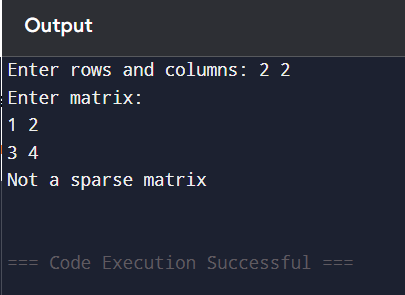 Output
Enter rows and columns: 2 2
Enter matrix:
1 2
3 4
Not a sparse matrix
=== Code Execution Successful ===